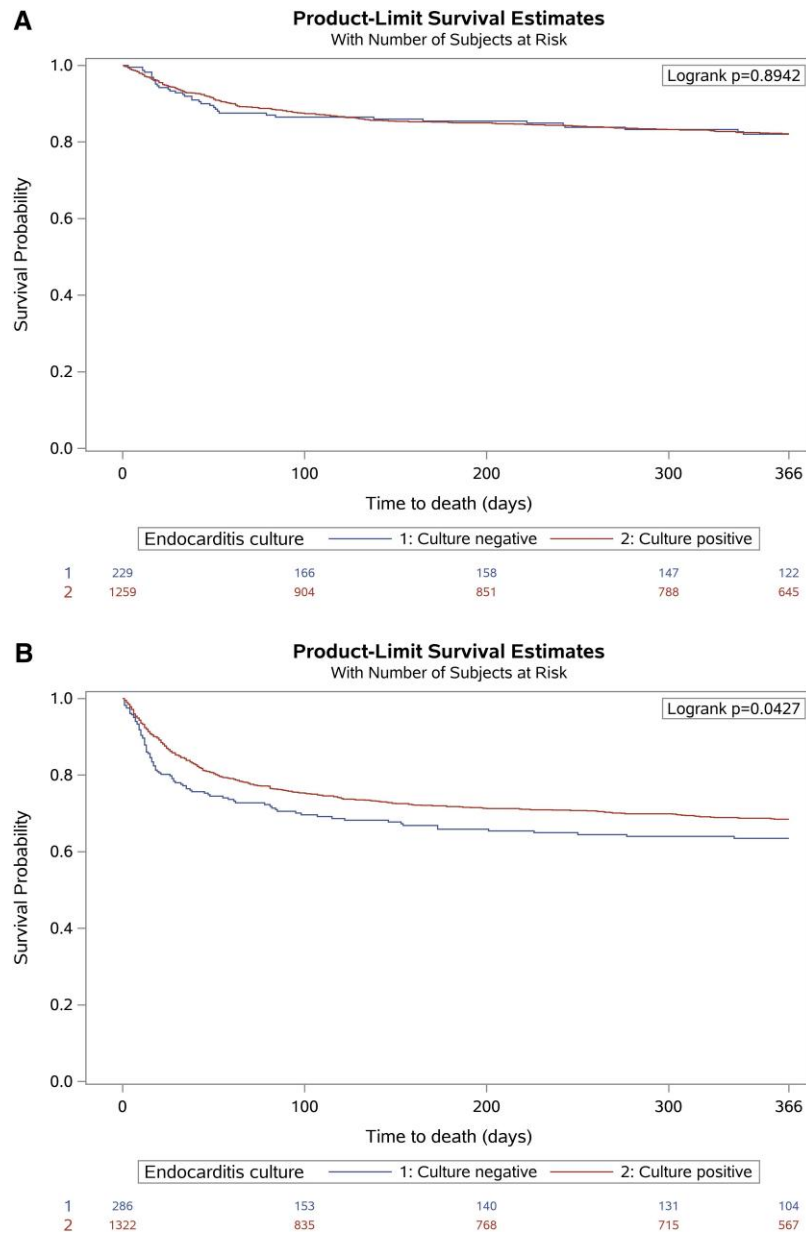 A
Product-Limit Survival Estimates
With Number of Subjects at Risk
Logrank p=0.8942
1.0
0.8
0.6
0.4
0.2
0.0
Survival Probability
0 100 200 300 366
Time to death (days)
Endocarditis culture 1: Culture negative 2: Culture positive
1 229 166 158 147 122
2 1259 904 851 788 645
B
Product-Limit Survival Estimates
With Number of Subjects at Risk
Logrank p=0.0427
1.0
0.8
0.6
0.4
0.2
0.0
Survival Probability
0 100 200 300 366
Time to death (days)
Endocarditis culture 1: Culture negative 2: Culture positive
1 286 153 140 131 104
2 1322 835 768 715 567